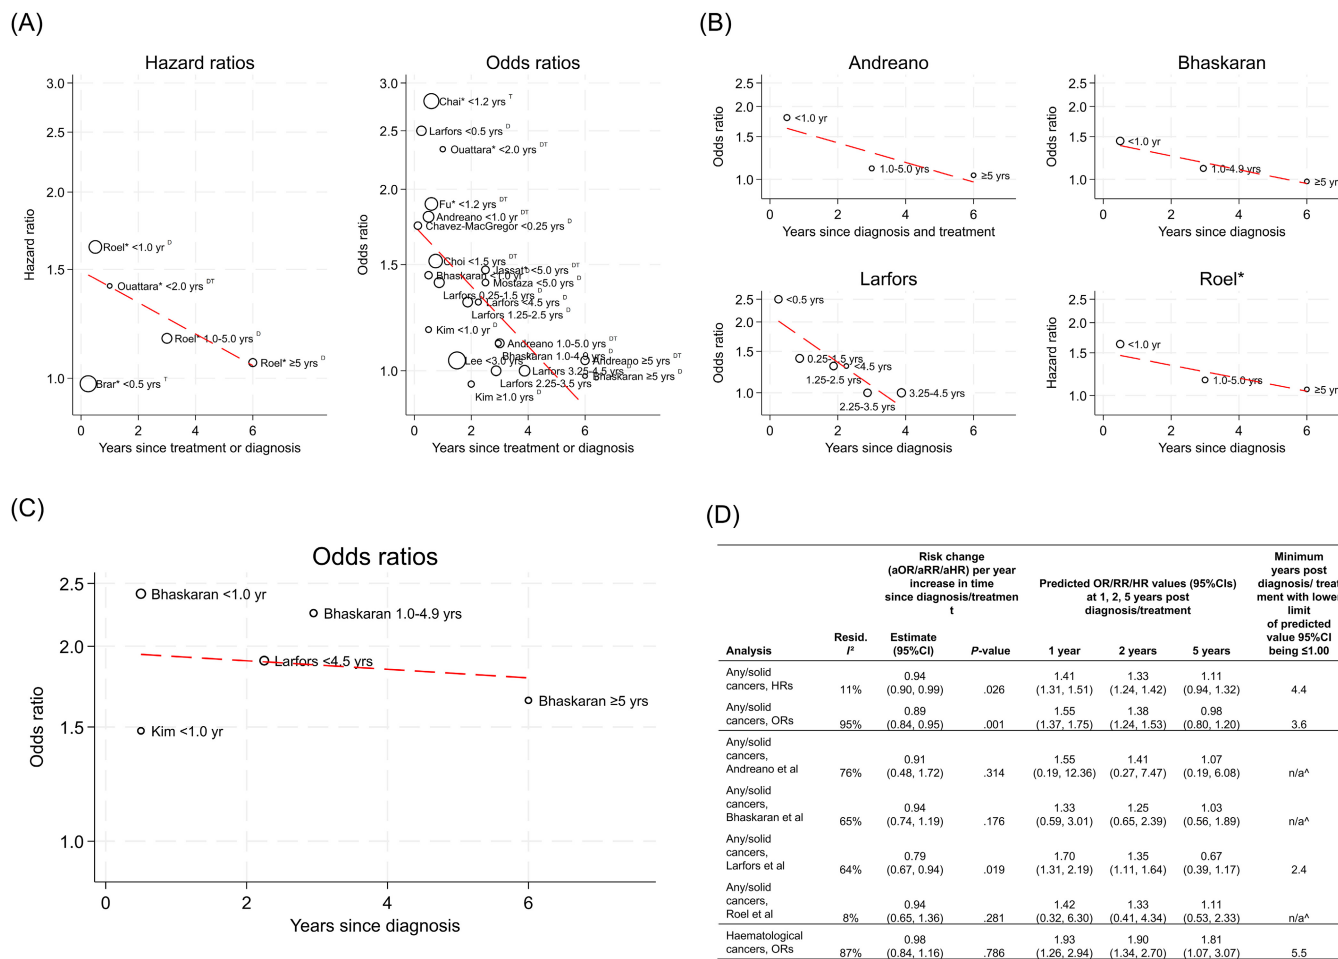 (A)
Hazard ratios
Hazard ratio
3.0
2.5
2.0
1.5
1.0
Roel* <1.0 yr D
Ouattara* <2.0 yrs DT
Roel* 1.0-5.0 yrs D
Roel* ≥5 yrs D
Brar* <0.5 yrs T
0 2 4 6 8
Years since treatment or diagnosis
Odds ratios
Odds ratio
3.0
2.5
2.0
1.5
1.0
Chai* <1.2 yrs T
Larfors <0.5 yrs D
Ouattara* <2.0 yrs DT
Fu* <1.2 yrs DT
Andreano <1.0 yr DT
Chavez-MacGregor <0.25 yrs D
Choi <1.5 yrs DT
Jassat* <5.0 yrs DT
Bhaskaran <1.0 yr D
Mostaza <5.0 yrs D
Larfors 0.25-1.5 yrs D
Larfors <4.5 yrs D
Larfors 1.25-2.5 yrs D
Kim <1.0 yr D
Andreano 1.0-5.0 yrs DT
Bhaskaran 1.0-4.9 yrs D
Lee <3.0 yrs D
Andreano ≥5 yrs DT
Larfors 3.25-4.5 yrs D
Bhaskaran ≥5 yrs D
Larfors 2.25-3.5 yrs D
Kim ≥1.0 yrs D
0 2 4 6 8
Years since treatment or diagnosis
(B)
Andreano
Odds ratio
2.5
2.0
1.5
1.0
<1.0 yr
1.0-5.0 yrs
≥5 yrs
0 2 4 6
Years since diagnosis and treatment
Bhaskaran
Odds ratio
2.5
2.0
1.5
1.0
<1.0 yr
1.0-4.9 yrs
≥5 y
0 2 4 6
Years since diagnosis
Larfors
Odds ratio
2.5
2.0
1.5
1.0
<0.5 yrs
0.25-1.5 yrs
<4.5 yrs
1.25-2.5 yrs
3.25-4.5 yrs
2.25-3.5 yrs
0 2 4 6
Years since diagnosis
Roel*
Hazard ratio
2.5
2.0
1.5
1.0
<1.0 yr
1.0-5.0 yrs
≥5 y
0 2 4 6
Years since diagnosis
(C)
Odds ratios
Odds ratio
2.5
2.0
1.5
1.0
Bhaskaran <1.0 yr
Bhaskaran 1.0-4.9 yrs
Larfors <4.5 yrs
Bhaskaran ≥5 yrs
Kim <1.0 yr
0 2 4 6
Years since diagnosis
(D)
Risk change
(aOR/aRR/aHR) per year
increase in time
since diagnosis/treatmen
t
Predicted OR/RR/HR values (95%CIs)
at 1, 2, 5 years post
diagnosis/treatment
Minimum
years post
diagnosis/ treat
ment with lower
limit
of predicted
value 95%CI
being ≤1.00
Analysis
Resid.
I²
Estimate
(95%CI)
P-value
1 year 2 years 5 years
Any/solid
cancers, HRs
11%
0.94
(0.90, 0.99)
.026
1.41
(1.31, 1.51)
1.33
(1.24, 1.42)
1.11
(0.94, 1.32)
4.4
Any/solid
cancers, ORs
95%
0.89
(0.84, 0.95)
.001
1.55
(1.37, 1.75)
1.38
(1.24, 1.53)
0.98
(0.80, 1.20)
3.6
Any/solid
cancers,
Andreano et al
76%
0.91
(0.48, 1.72)
.314
1.55
(0.19, 12.36)
1.41
(0.27, 7.47)
1.07
(0.19, 6.08)
n/a^
Any/solid
cancers,
Bhaskaran et al
65%
0.94
(0.74, 1.19)
.176
1.33
(0.59, 3.01)
1.25
(0.65, 2.39)
1.03
(0.56, 1.89)
n/a^
Any/solid
cancers,
Larfors et al
64%
0.79
(0.67, 0.94)
.019
1.70
(1.31, 2.19)
1.35
(1.11, 1.64)
0.67
(0.39, 1.17)
2.4
Any/solid
cancers,
Roel et al
8%
0.94
(0.65, 1.36)
.281
1.42
(0.32, 6.30)
1.33
(0.41, 4.34)
1.11
(0.53, 2.33)
n/a^
Haematological
cancers, ORs
87%
0.98
(0.84, 1.16)
.786
1.93
(1.26, 2.94)
1.90
(1.34, 2.70)
1.81
(1.07, 3.07)
5.5